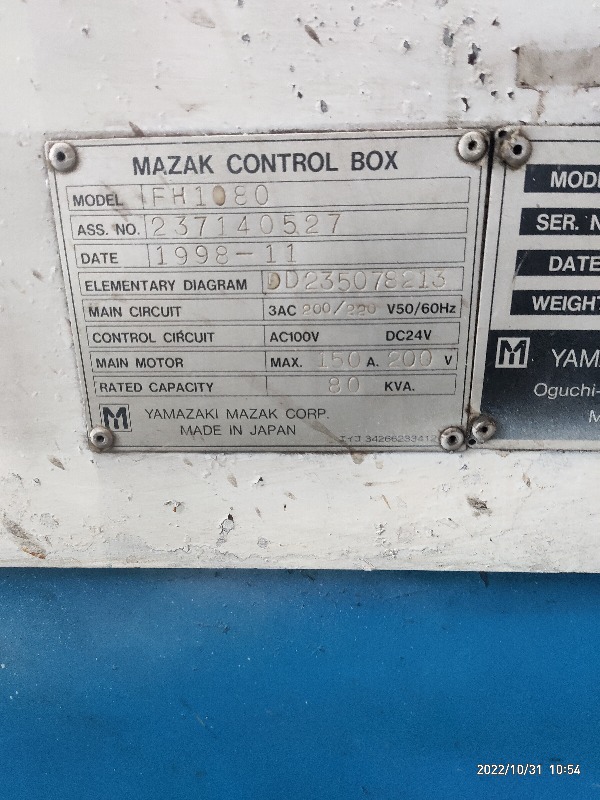 MAZAK CONTROL BOX
MODEL FH1080
ASS. NO. 237140527
DATE 1998-11
ELEMENTARY DIAGRAM DD235078213
MAIN CIRCUIT 3AC 200/220 V50/60Hz
CONTROL CIRCUIT AC100V DC24V
MAIN MOTOR MAX. 150 A. 200 V
RATED CAPACITY 80 KVA.
M YAMAZAKI MAZAK CORP.
MADE IN JAPAN
IYJ 34266233412
MOD
SER. N
DATE
WEIGHT
M YAM
Oguchi-
M
2022/10/31 10:54